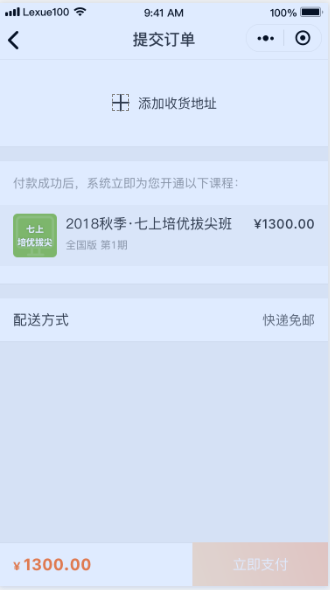 Lexue100 9:41 AM 100%
提交订单
添加收货地址
付款成功后，系统立即为您开通以下课程：
七上
培优拔尖
2018秋季·七上培优拔尖班 ¥1300.00
全国版 第1期
配送方式 快递免邮
¥1300.00 立即支付